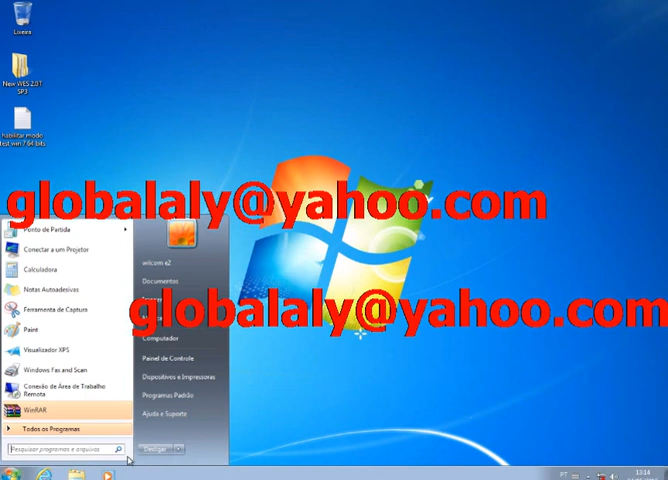 Lixeira
New WES 2.0T
SP3
habilitar modo
test win 7 64 bits
globalaly@yahoo.com
Ponto de Partida
Conectar a um Projetor
Calculadora
Notas Autoadesivas
Ferramenta de Captura
Paint
Visualizador XPS
Windows Fax and Scan
Conexão de Área de Trabalho
Remota
WinRAR
Todos os Programas
Pesquisar programas e arquivos
wilcom e2
Documentos
globalaly@yahoo.com
Computador
Painel de Controle
Dispositivos e Impressoras
Programas Padrão
Ajuda e Suporte
Desligar
PT
13:14